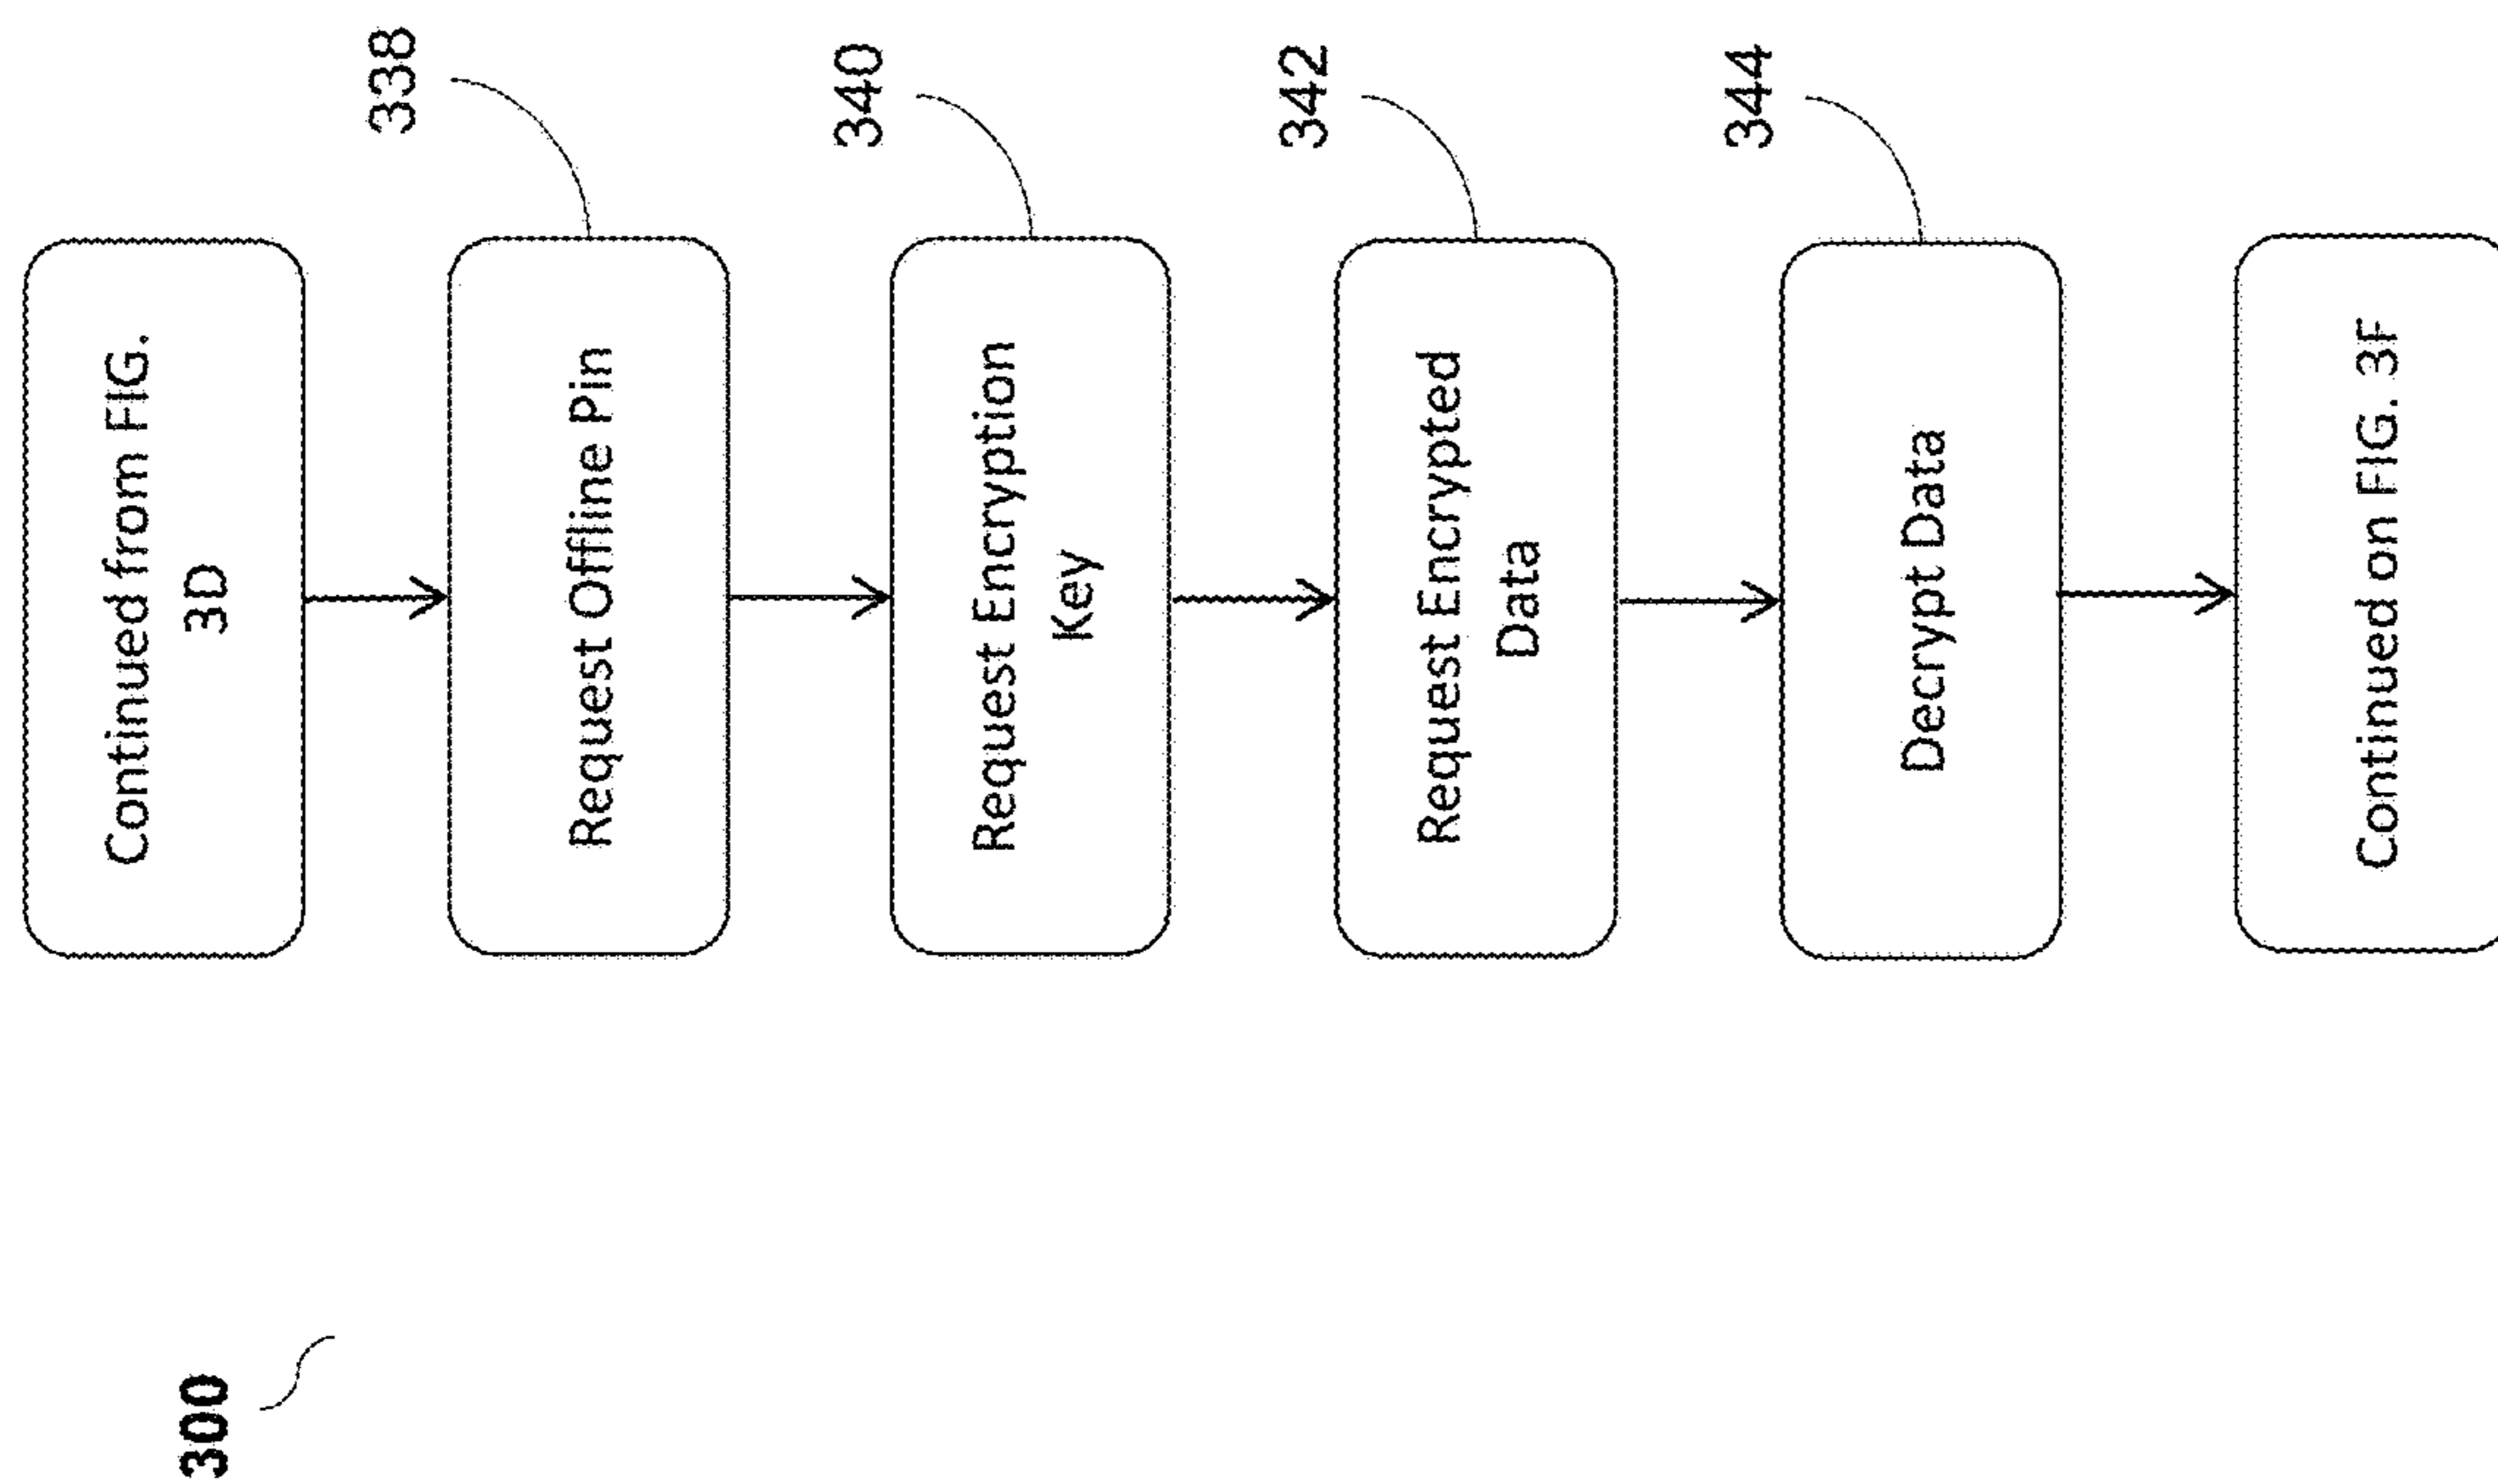 300
Continued from FIG.
3D
338
Request Offline Pin
340
Request Encryption
Key
342
Request Encrypted
Data
344
Decrypt Data
Continued on FIG. 3F